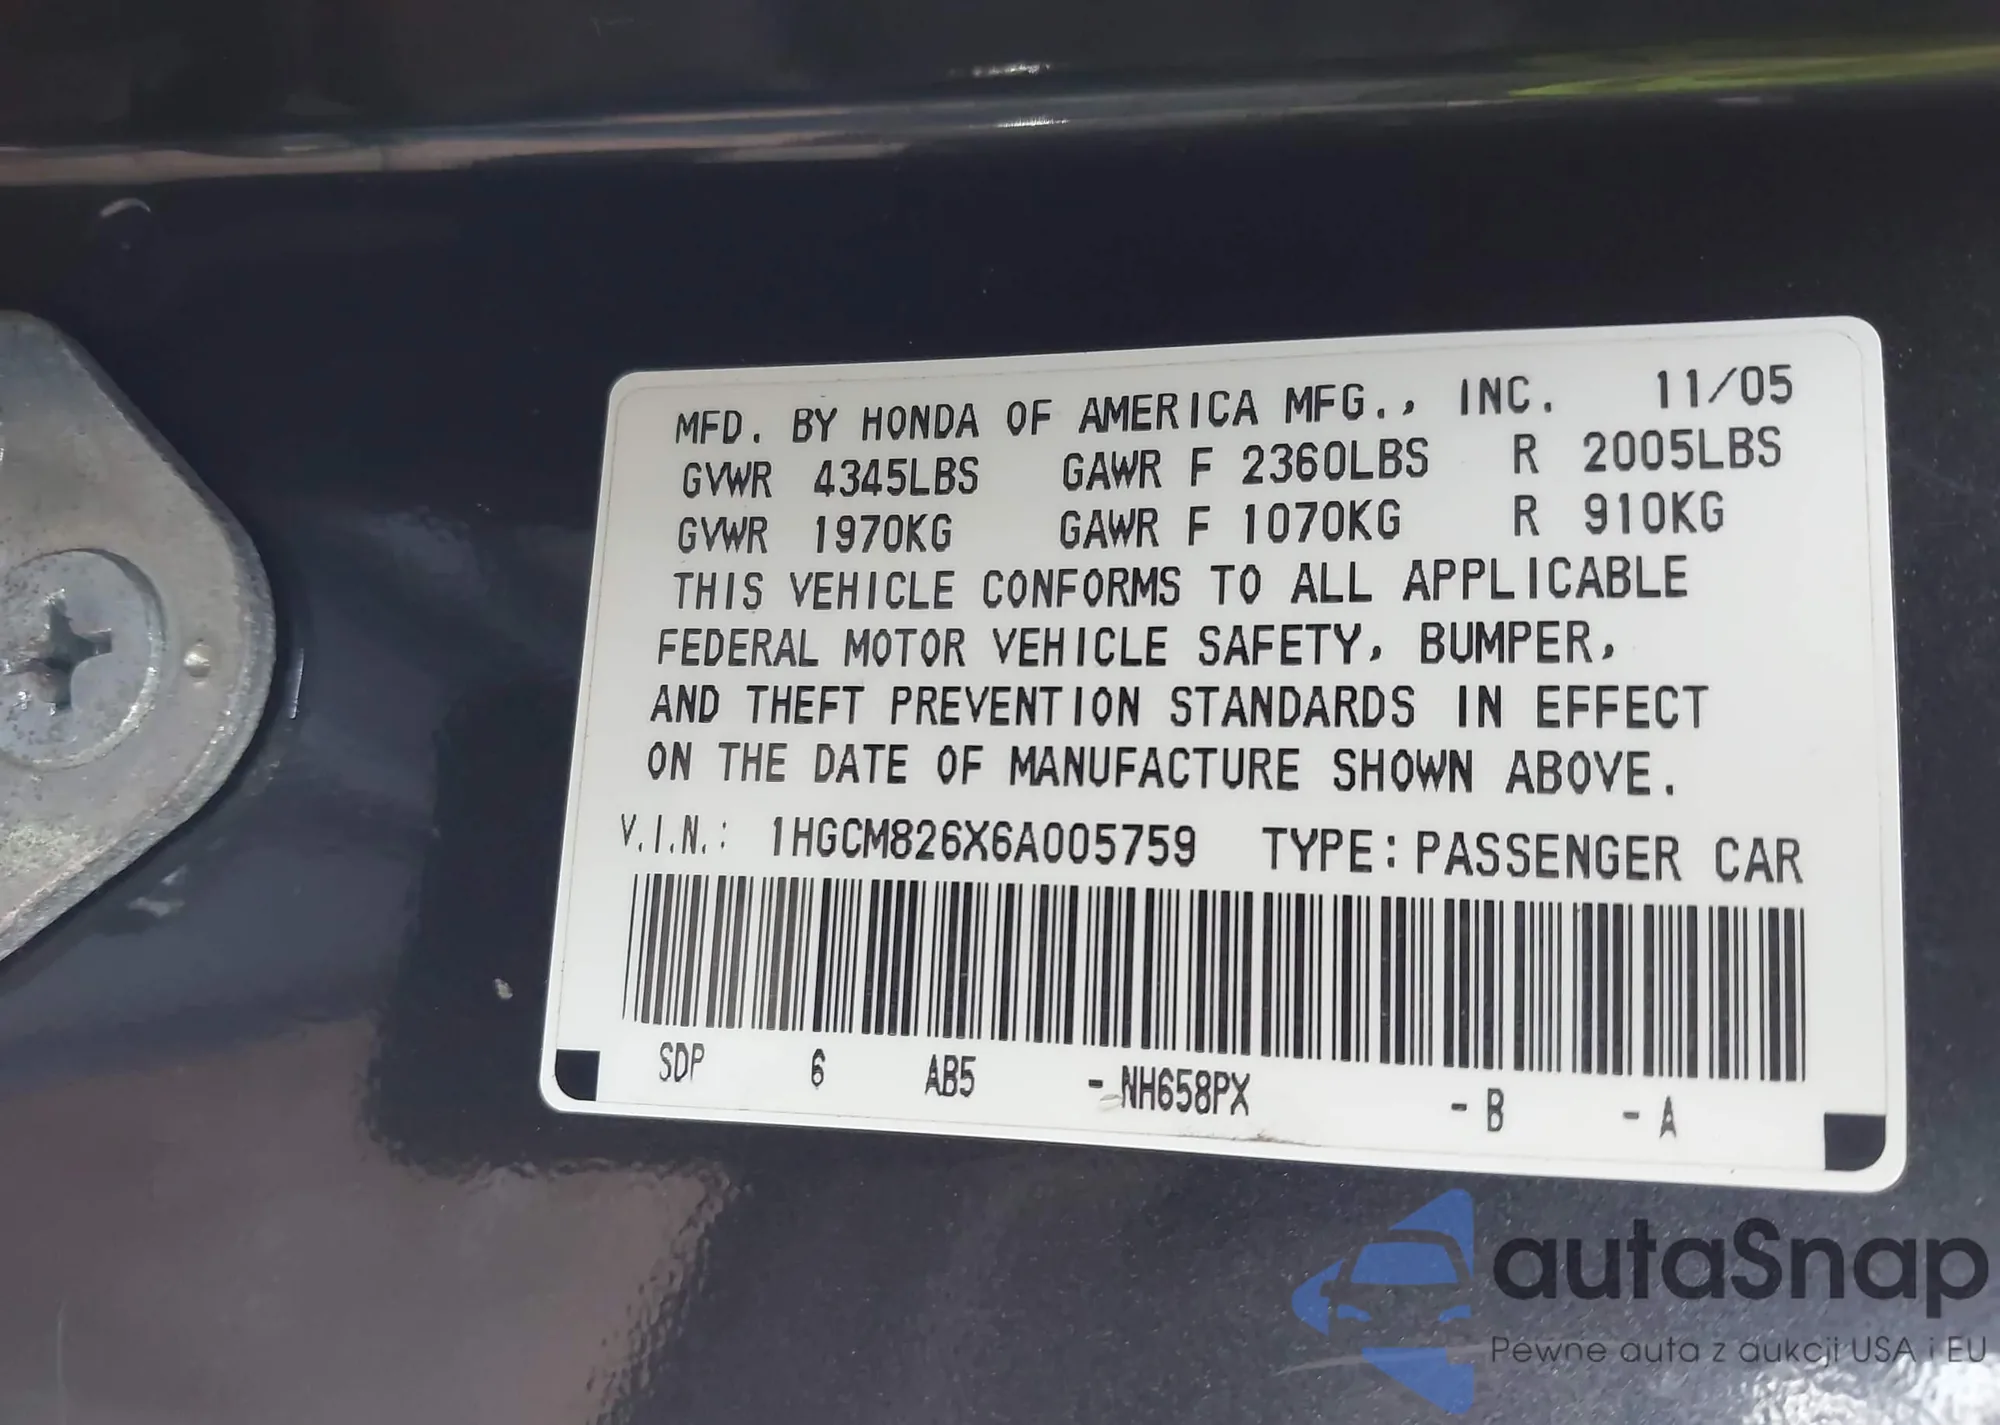 MFD. BY HONDA OF AMERICA MFG., INC. 11/05
GVWR 4345LBS GAWR F 2360LBS R 2005LBS
GVWR 1970KG GAWR F 1070KG R 910KG
THIS VEHICLE CONFORMS TO ALL APPLICABLE
FEDERAL MOTOR VEHICLE SAFETY, BUMPER,
AND THEFT PREVENTION STANDARDS IN EFFECT
ON THE DATE OF MANUFACTURE SHOWN ABOVE.
V.I.N.: 1HGCM826X6A005759 TYPE: PASSENGER CAR
SDP 6 AB5 - NH658PX - B - A
autaSnap
Pewne auta z aukcji USA i EU